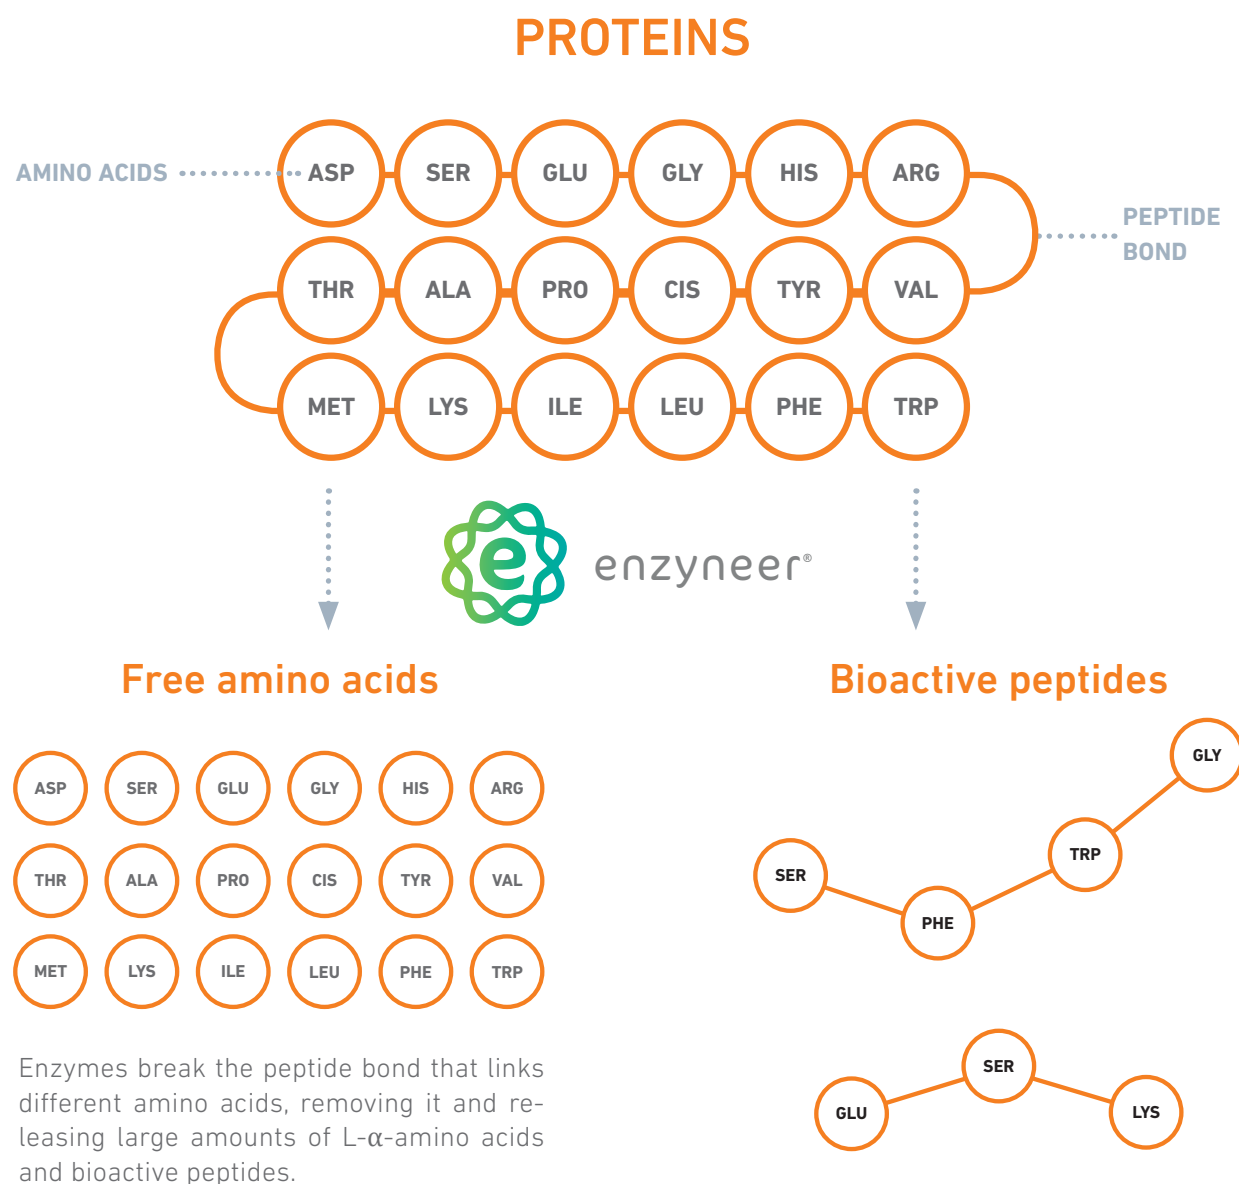 PROTEINS
AMINO ACIDS
ASP SER GLU GLY HIS ARG
PEPTIDE
BOND
THR ALA PRO CIS TYR VAL
MET LYS ILE LEU PHE TRP
e enzyneer®
Free amino acids
ASP SER GLU GLY HIS ARG
THR ALA PRO CIS TYR VAL
MET LYS ILE LEU PHE TRP
Enzymes break the peptide bond that links
different amino acids, removing it and re-
leasing large amounts of L-α-amino acids
and bioactive peptides.
Bioactive peptides
GLY
TRP
SER
PHE
SER
GLU
LYS